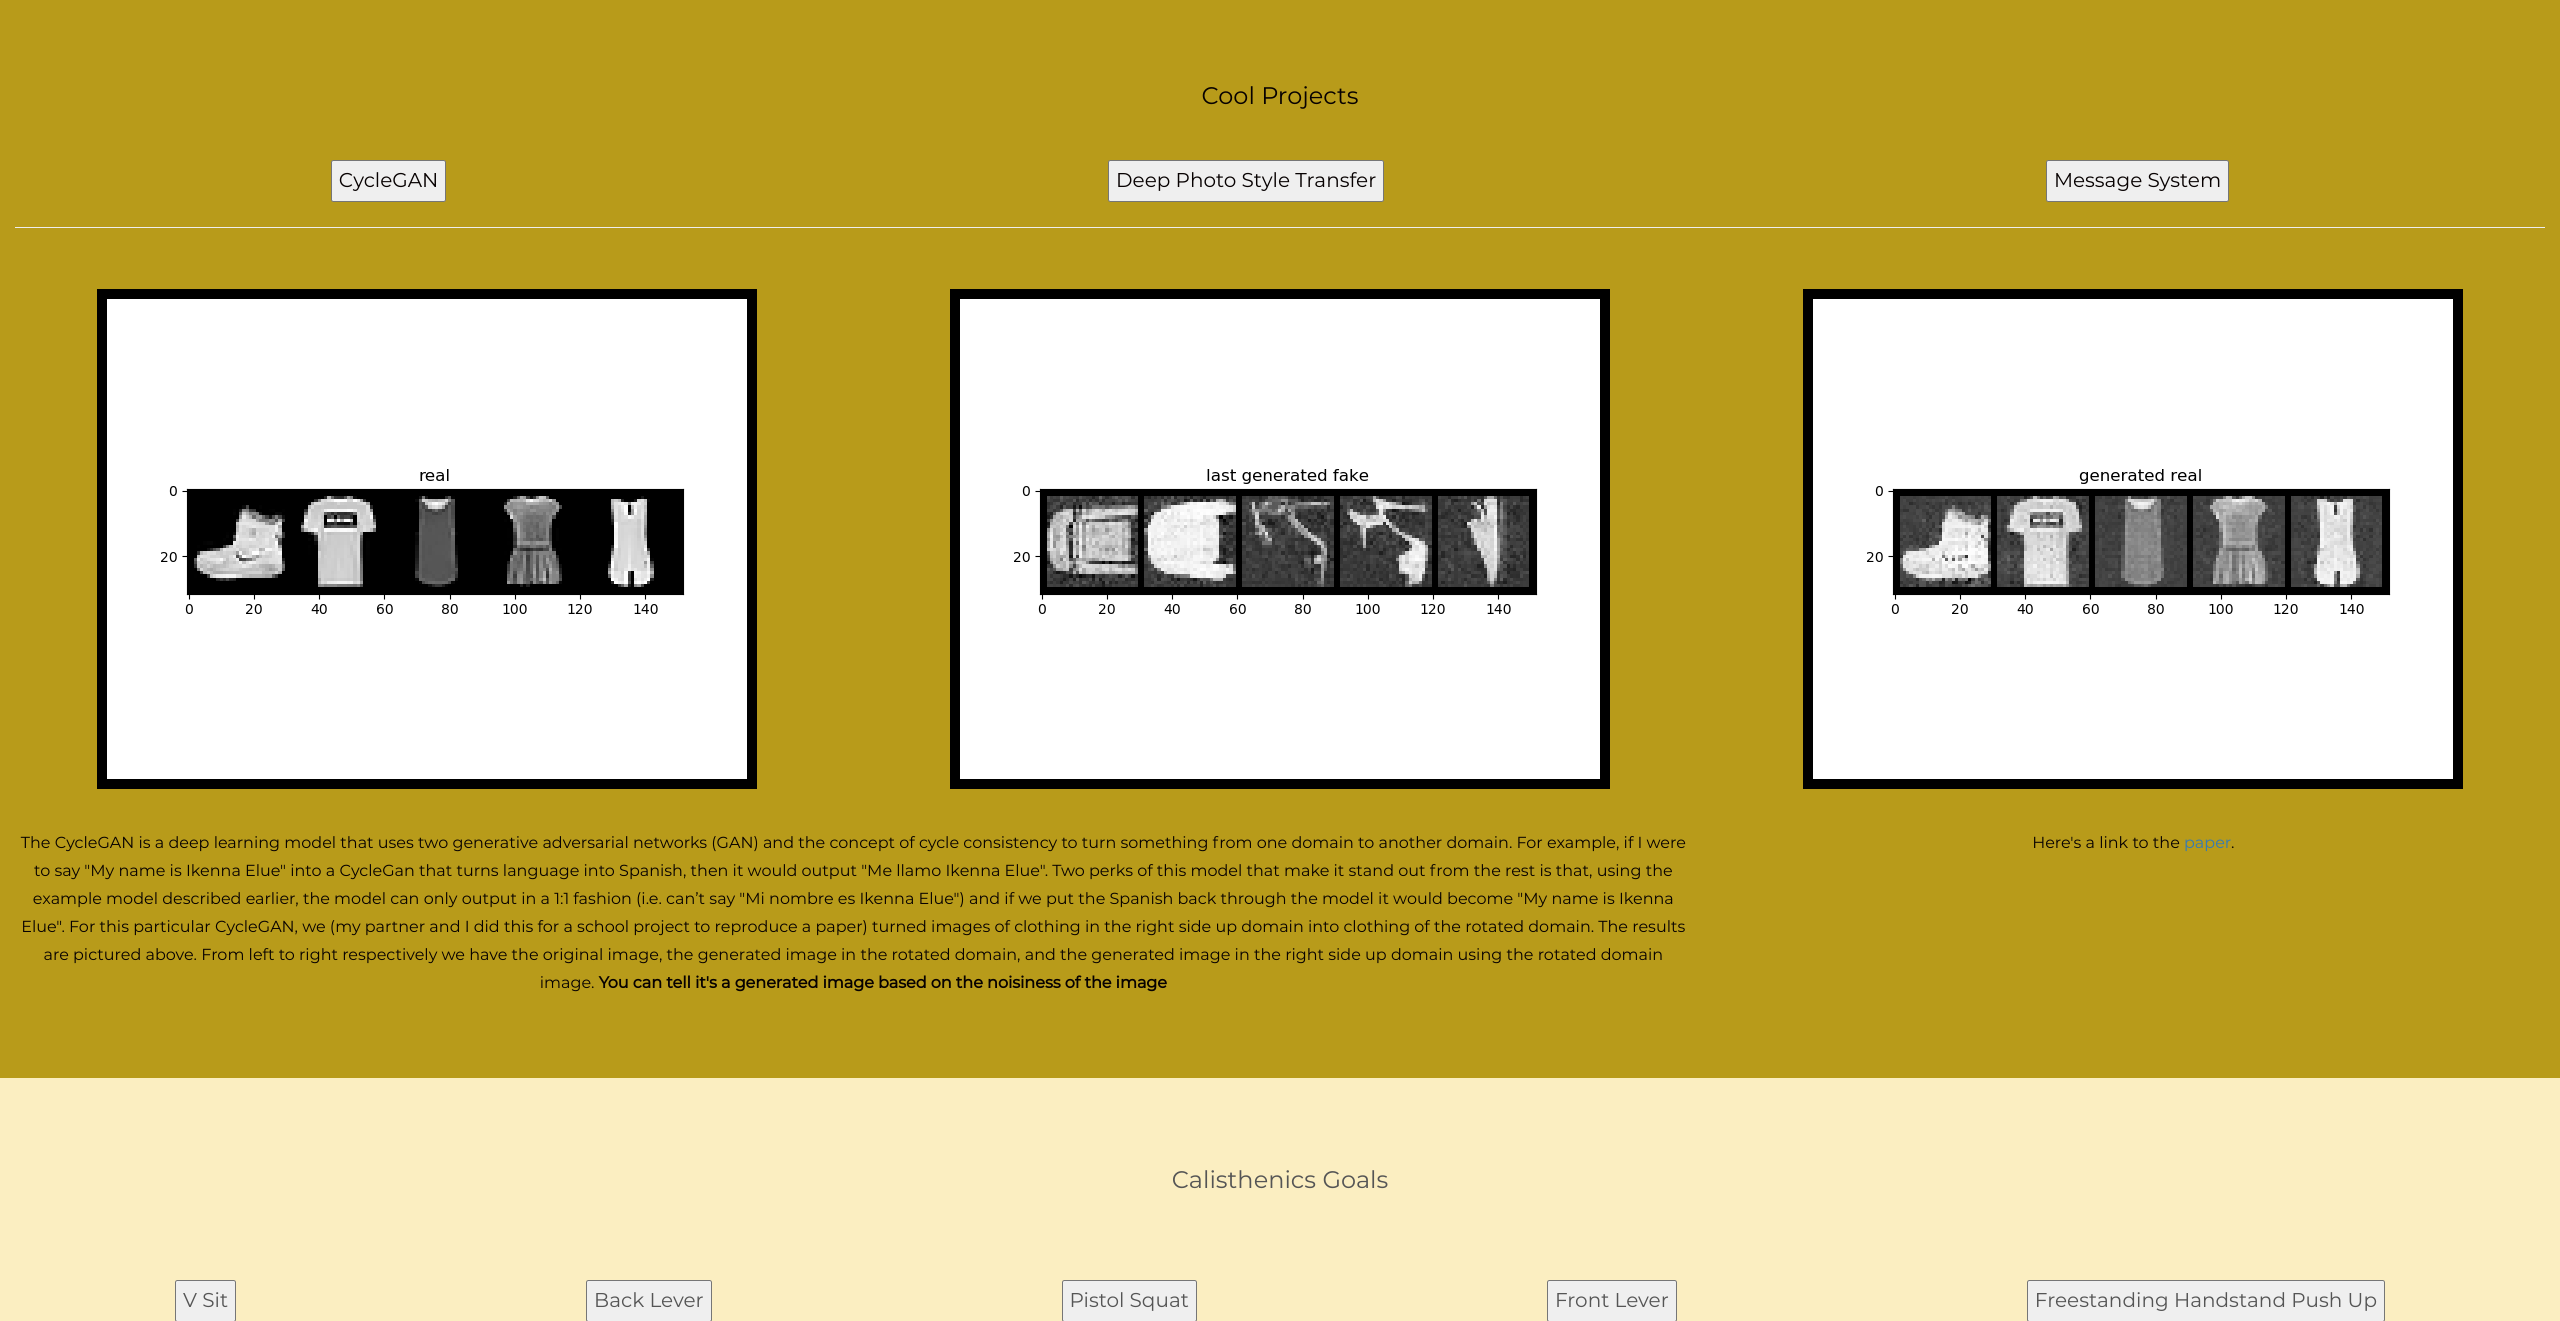 Cool Projects
CycleGAN
Deep Photo Style Transfer
Message System
real
0
20
0 20 40 60 80 100 120 140
last generated fake
0
20
0 20 40 60 80 100 120 140
generated real
0
20
0 20 40 60 80 100 120 140
The CycleGAN is a deep learning model that uses two generative adversarial networks (GAN) and the concept of cycle consistency to turn something from one domain to another domain. For example, if I were
to say "My name is Ikenna Elue" into a CycleGan that turns language into Spanish, then it would output "Me llamo Ikenna Elue". Two perks of this model that make it stand out from the rest is that, using the
example model described earlier, the model can only output in a 1:1 fashion (i.e. can’t say "Mi nombre es Ikenna Elue") and if we put the Spanish back through the model it would become "My name is Ikenna
Elue". For this particular CycleGAN, we (my partner and I did this for a school project to reproduce a paper) turned images of clothing in the right side up domain into clothing of the rotated domain. The results
are pictured above. From left to right respectively we have the original image, the generated image in the rotated domain, and the generated image in the right side up domain using the rotated domain
image. You can tell it's a generated image based on the noisiness of the image
Here's a link to the paper.
Calisthenics Goals
V Sit
Back Lever
Pistol Squat
Front Lever
Freestanding Handstand Push Up